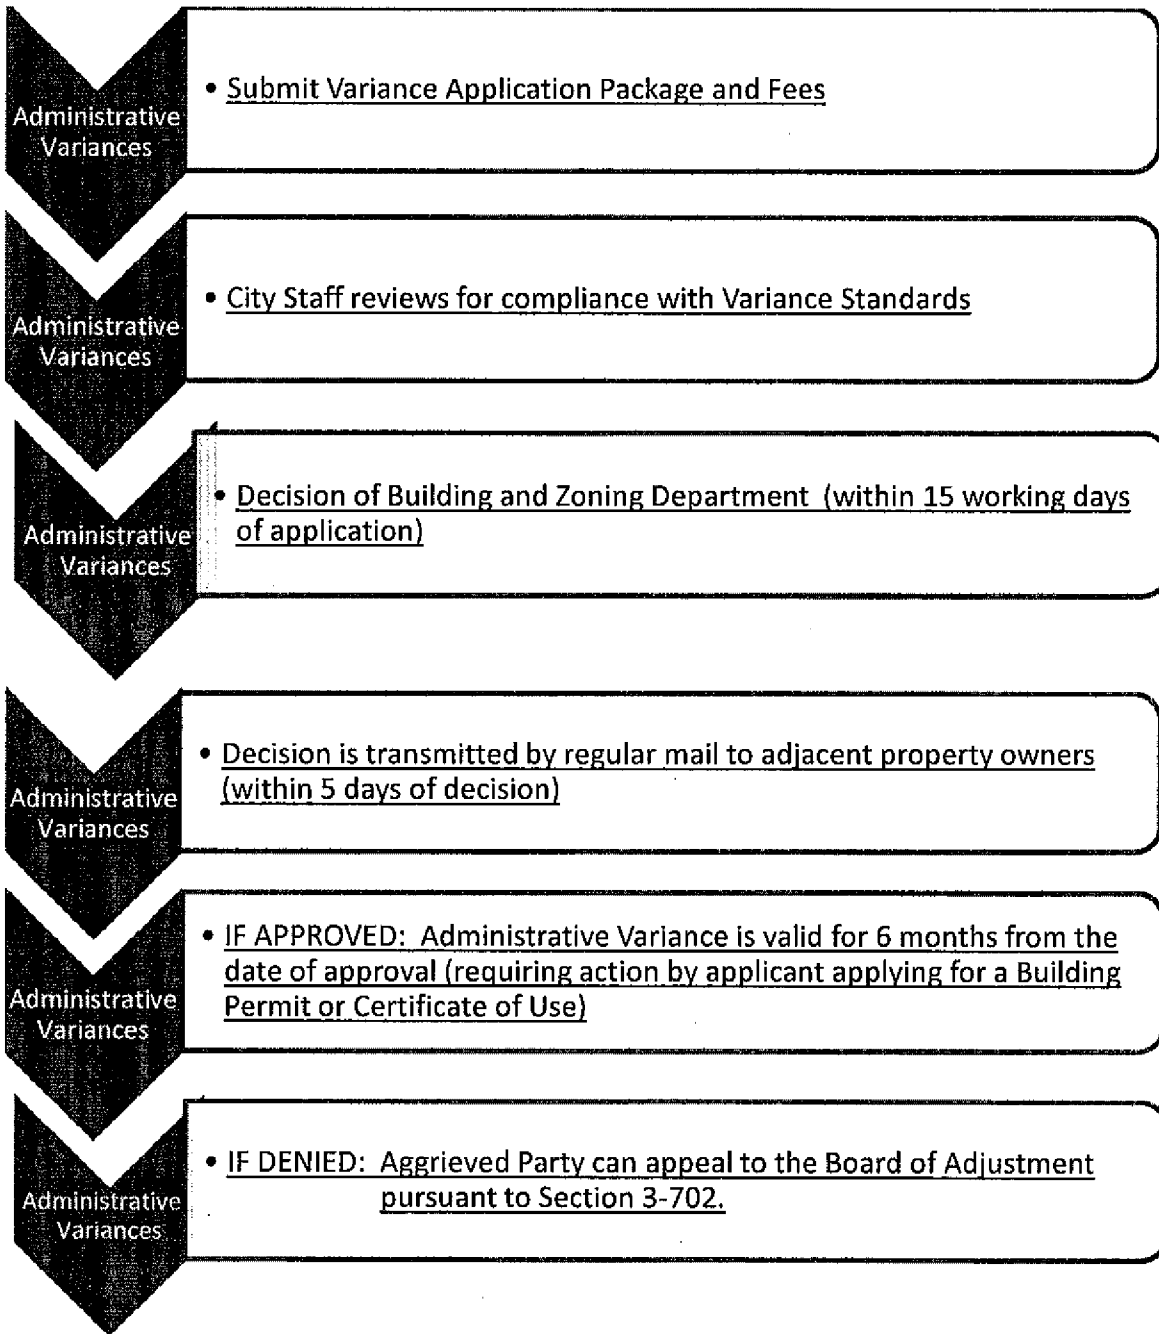 Administrative
Variances
• Submit Variance Application Package and Fees
Administrative
Variances
• City Staff reviews for compliance with Variance Standards
Administrative
Variances
• Decision of Building and Zoning Department (within 15 working days
of application)
Administrative
Variances
• Decision is transmitted by regular mail to adjacent property owners
(within 5 days of decision)
Administrative
Variances
• IF APPROVED: Administrative Variance is valid for 6 months from the
date of approval (requiring action by applicant applying for a Building
Permit or Certificate of Use)
Administrative
Variances
• IF DENIED: Aggrieved Party can appeal to the Board of Adjustment
pursuant to Section 3-702.